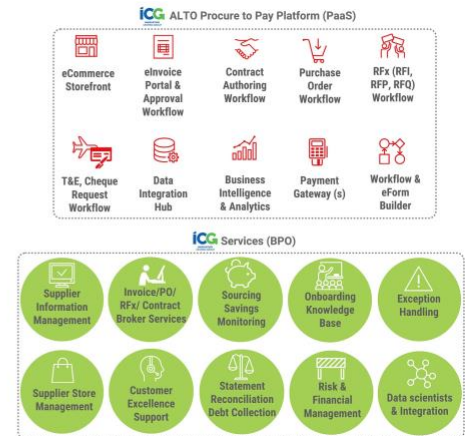 iCG ALTO Procure to Pay Platform (PaaS)
eCommerce
Storefront
eInvoice
Portal &
Approval
Workflow
Contract
Authoring
Workflow
Purchase
Order
Workflow
RFx (RFI,
RFP, RFQ)
Workflow
T&E, Cheque
Request
Workflow
Data
Integration
Hub
Business
Intelligence
& Analytics
Payment
Gateway (s)
Workflow &
eForm
Builder
iCG Services (BPO)
Supplier
Information
Management
Invoice/PO/
RFx/ Contract
Broker Services
Sourcing
Savings
Monitoring
Onboarding
Knowledge
Base
Exception
Handling
Supplier Store
Management
Customer
Excellence
Support
Statement
Reconciliation
Debt Collection
Risk &
Financial
Management
Data scientists
& Integration